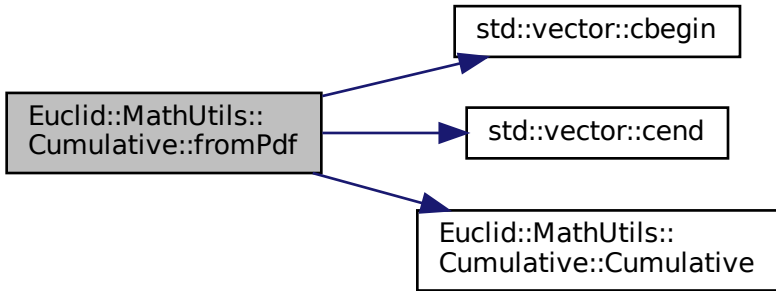 std::vector::cbegin
Euclid::MathUtils::
Cumulative::fromPdf
std::vector::cend
Euclid::MathUtils::
Cumulative::Cumulative